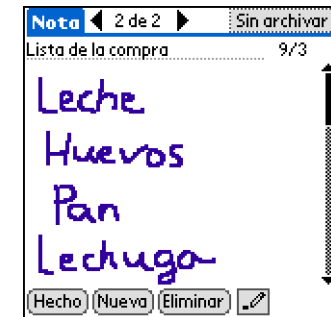 Nota 2 de 2 Sin archivar
Lista de la compra 9/3
Leche
Huevos
Pan
Lechuga
Hecho Nueva Eliminar